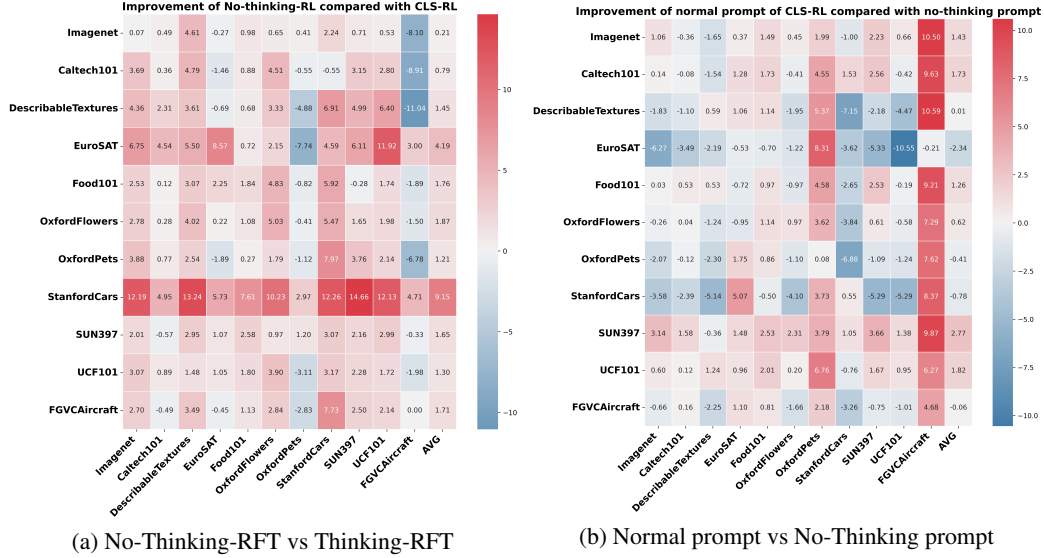 Improvement of No-thinking-RL compared with CLS-RL
Imagenet 0.07 0.49 4.61 -0.27 0.98 0.65 0.41 2.24 0.71 0.53 -8.10 0.21
Caltech101 3.69 0.36 4.79 -1.46 0.88 4.51 -0.55 -0.55 3.15 2.80 -8.91 0.79
DescribableTextures 4.36 2.31 3.61 -0.69 0.68 3.33 -4.88 6.91 4.99 6.40 -11.04 1.45
EuroSAT 6.75 4.54 5.50 8.57 0.72 2.15 -7.74 4.59 6.11 11.92 3.00 4.19
Food101 2.53 0.12 3.07 2.25 1.84 4.83 -0.82 5.92 -0.28 1.74 -1.89 1.76
OxfordFlowers 2.78 0.28 4.02 0.22 1.08 5.03 -0.41 5.47 1.65 1.98 -1.50 1.87
OxfordPets 3.88 0.77 2.54 -1.89 0.27 1.79 -1.12 7.97 3.76 2.14 -6.78 1.21
StanfordCars 12.19 4.95 13.24 5.73 7.61 10.23 2.97 12.26 14.66 12.13 4.71 9.15
SUN397 2.01 -0.57 2.95 1.07 2.58 0.97 1.20 3.07 2.16 2.99 -0.33 1.65
UCF101 3.07 0.89 1.48 1.05 1.80 3.90 -3.11 3.17 2.28 1.72 -1.98 1.30
FGVCAircraft 2.70 -0.49 3.49 -0.45 1.13 2.84 -2.83 7.73 2.50 2.14 0.00 1.71
Imagenet Caltech101 DescribableTextures EuroSAT Food101 OxfordFlowers OxfordPets StanfordCars SUN397 UCF101 FGVCAircraft AVG
10
5
0
-5
-10
(a) No-Thinking-RFT vs Thinking-RFT
Improvement of normal prompt of CLS-RL compared with no-thinking prompt
Imagenet 1.06 -0.36 -1.65 0.37 1.49 0.45 1.99 -1.00 2.23 0.66 10.50 1.43
Caltech101 0.14 -0.08 -1.54 1.28 1.73 -0.41 4.55 1.53 2.56 -0.42 9.63 1.73
DescribableTextures -1.83 -1.10 0.59 1.06 1.14 -1.95 5.37 -7.15 -2.18 -4.47 10.59 0.01
EuroSAT -6.27 -3.49 -2.19 -0.53 -0.70 -1.22 8.31 -3.62 -5.33 -10.55 -0.21 -2.34
Food101 0.03 0.53 0.53 -0.72 0.97 -0.97 4.58 -2.65 2.53 -0.19 9.21 1.26
OxfordFlowers -0.26 0.04 -1.24 -0.95 1.14 0.97 3.62 -3.84 0.61 -0.58 7.29 0.62
OxfordPets -2.07 -0.12 -2.30 1.75 0.86 -1.10 0.08 -6.88 -1.09 -1.24 7.62 -0.41
StanfordCars -3.58 -2.39 -5.14 5.07 -0.50 -4.10 3.73 0.55 -5.29 -5.29 8.37 -0.78
SUN397 3.14 1.58 -0.36 1.48 2.53 2.31 3.79 1.05 3.66 1.38 9.87 2.77
UCF101 0.60 0.12 1.24 0.96 2.01 0.20 6.76 -0.76 1.67 0.95 6.27 1.82
FGVCAircraft -0.66 0.16 -2.25 1.10 0.81 -1.66 2.18 -3.26 -0.75 -1.01 4.68 -0.06
Imagenet Caltech101 DescribableTextures EuroSAT Food101 OxfordFlowers OxfordPets StanfordCars SUN397 UCF101 FGVCAircraft AVG
10.0
7.5
5.0
2.5
0.0
-2.5
-5.0
-7.5
-10.0
(b) Normal prompt vs No-Thinking prompt